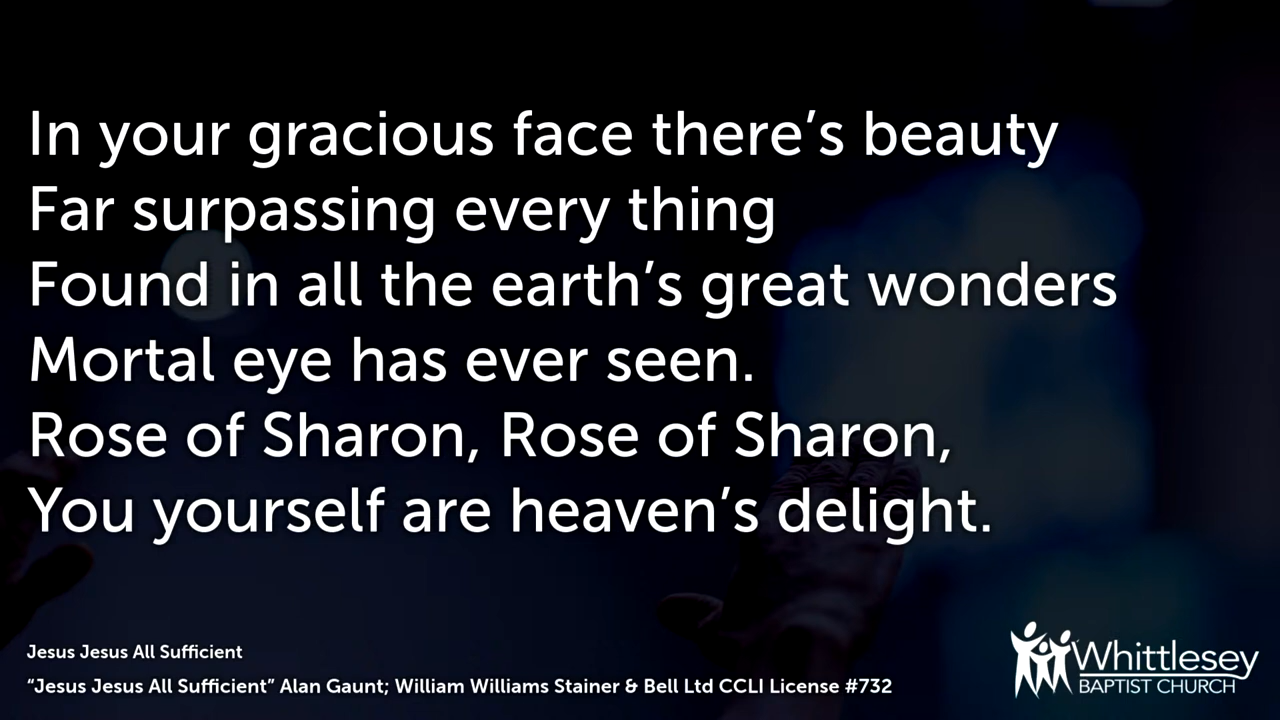 In your gracious face there’s beauty
Far surpassing every thing
Found in all the earth’s great wonders
Mortal eye has ever seen.
Rose of Sharon, Rose of Sharon,
You yourself are heaven’s delight.
Jesus Jesus All Sufficient
“Jesus Jesus All Sufficient” Alan Gaunt; William Williams Stainer & Bell Ltd CCLI License #732
Whittlesey
BAPTIST CHURCH